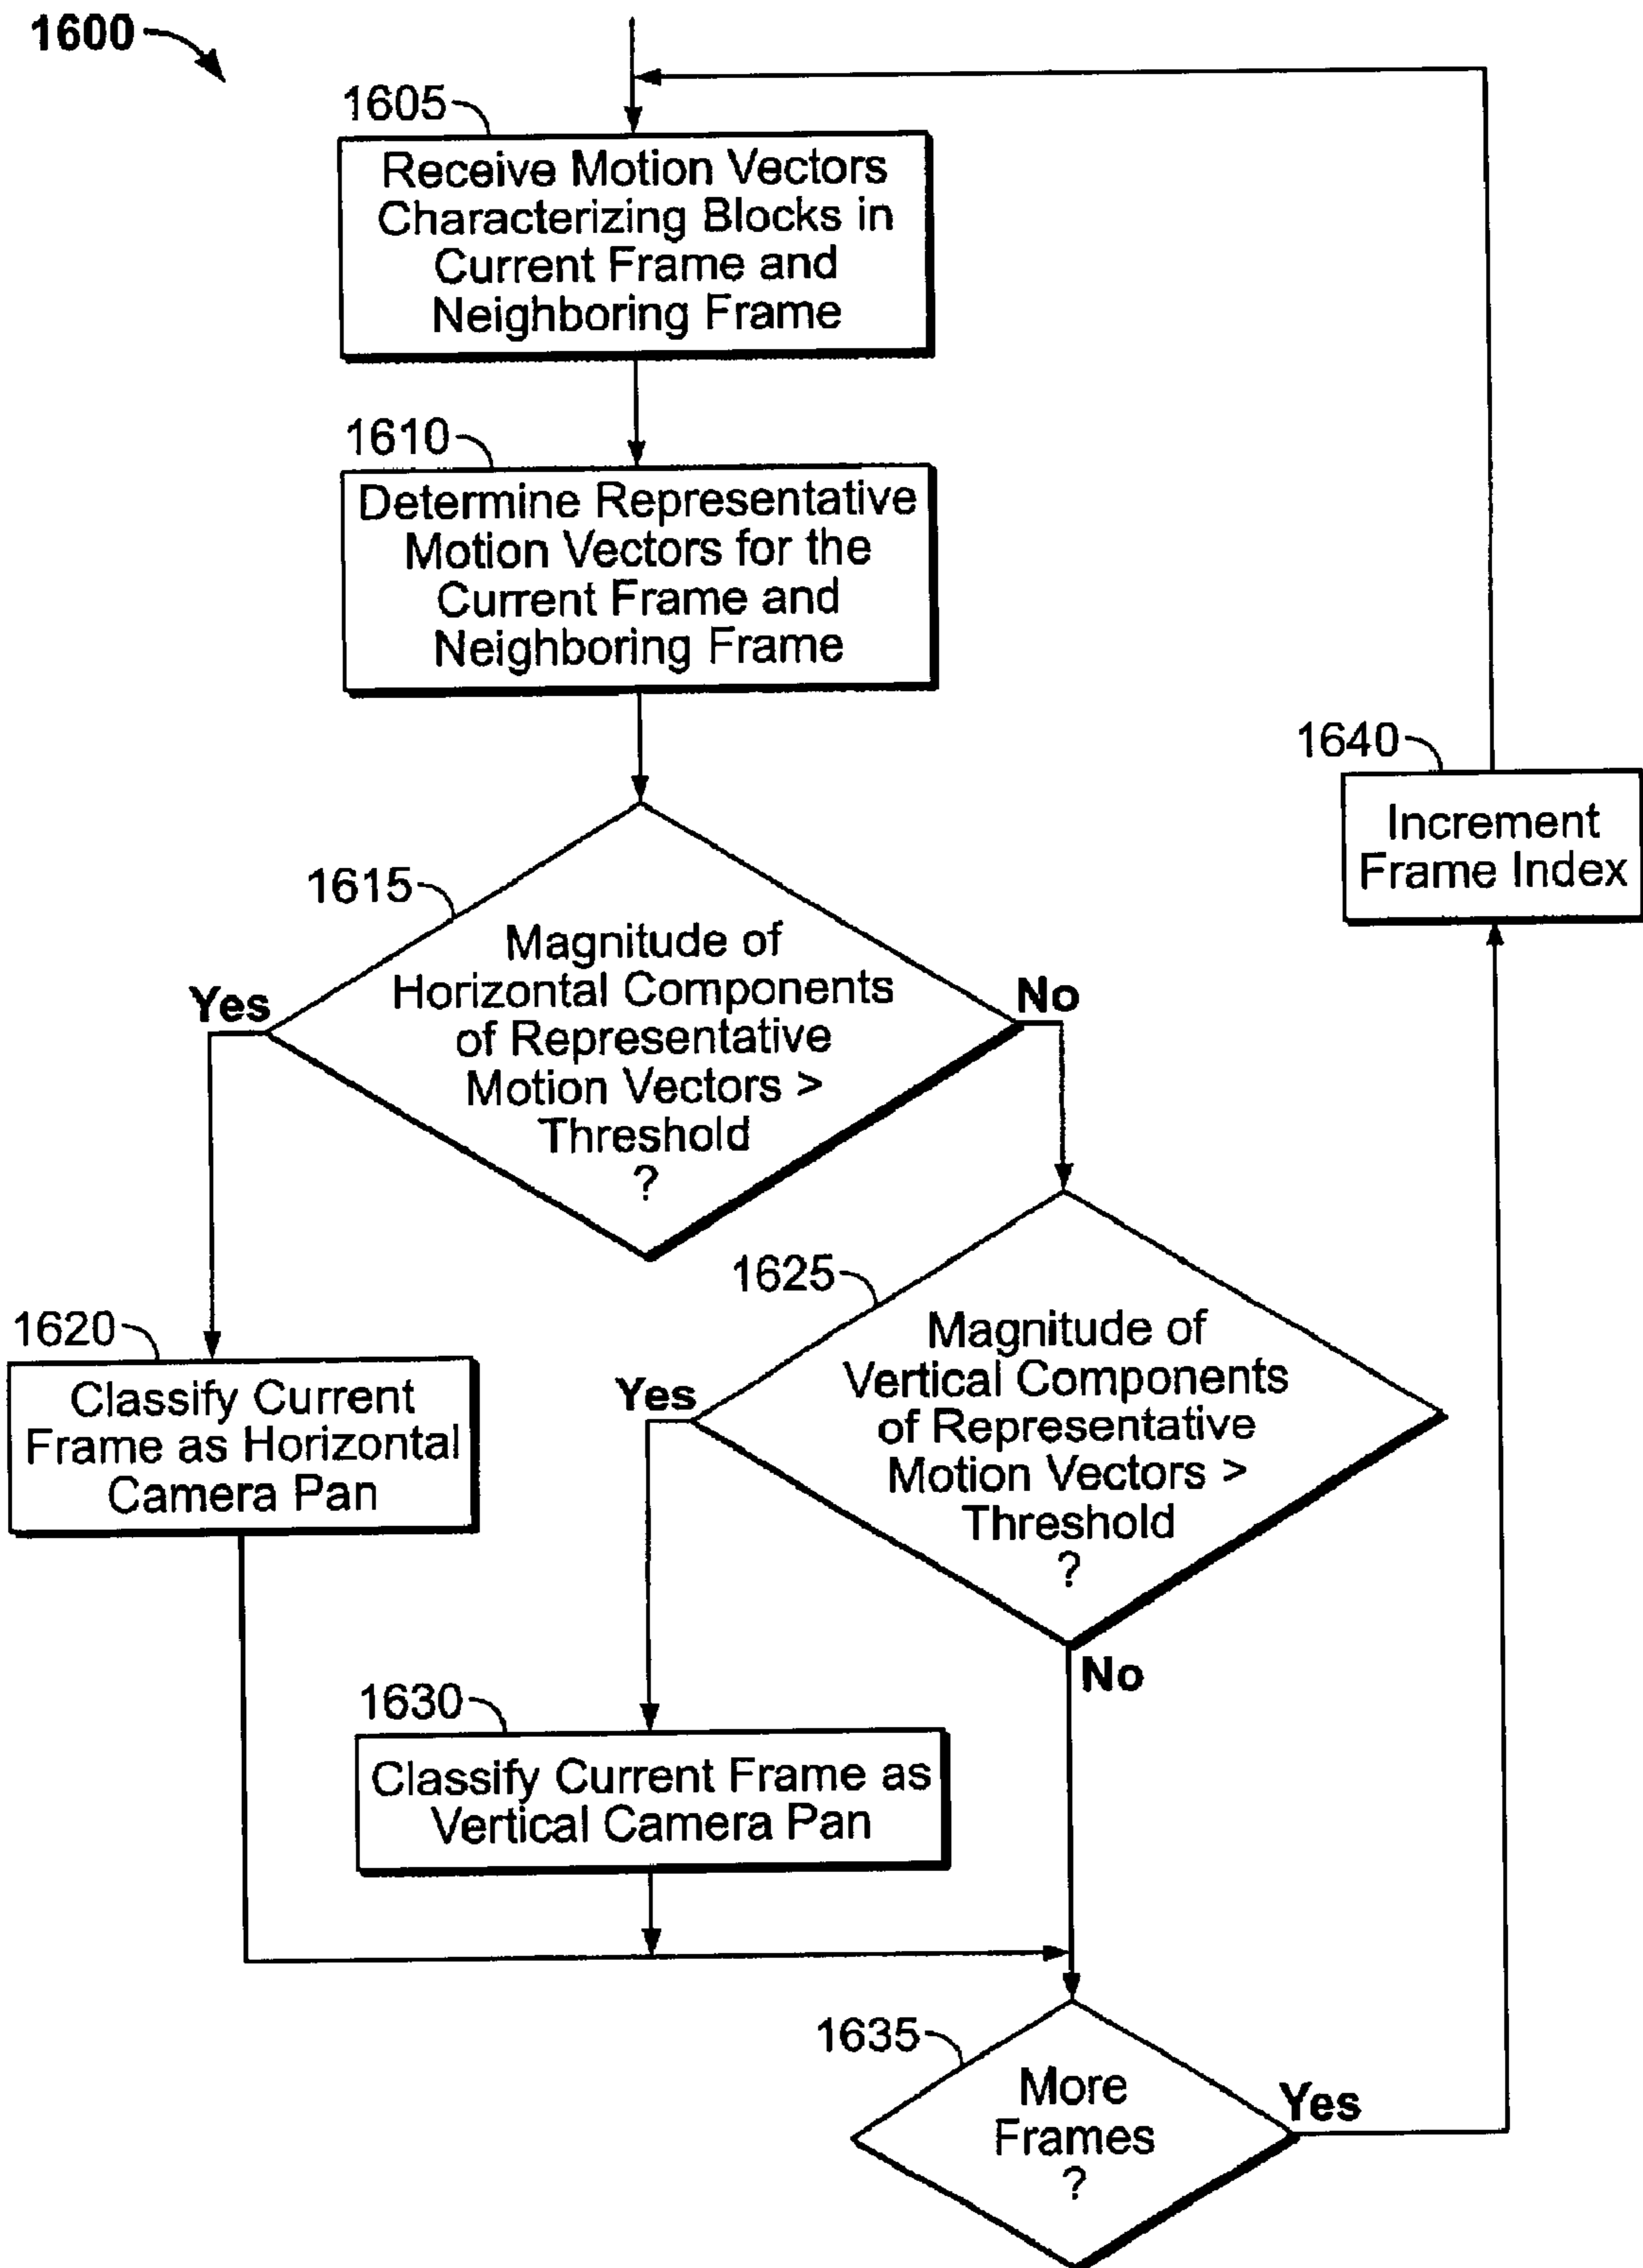 1600
1605
Receive Motion Vectors
Characterizing Blocks in
Current Frame and
Neighboring Frame
1610
Determine Representative
Motion Vectors for the
Current Frame and
Neighboring Frame
1640
Increment
Frame Index
1615
Magnitude of
Horizontal Components
of Representative
Motion Vectors >
Threshold
?
Yes
No
1620
Classify Current
Frame as Horizontal
Camera Pan
1625
Magnitude of
Vertical Components
of Representative
Motion Vectors >
Threshold
?
Yes
No
1630
Classify Current Frame as
Vertical Camera Pan
1635
More
Frames
?
Yes